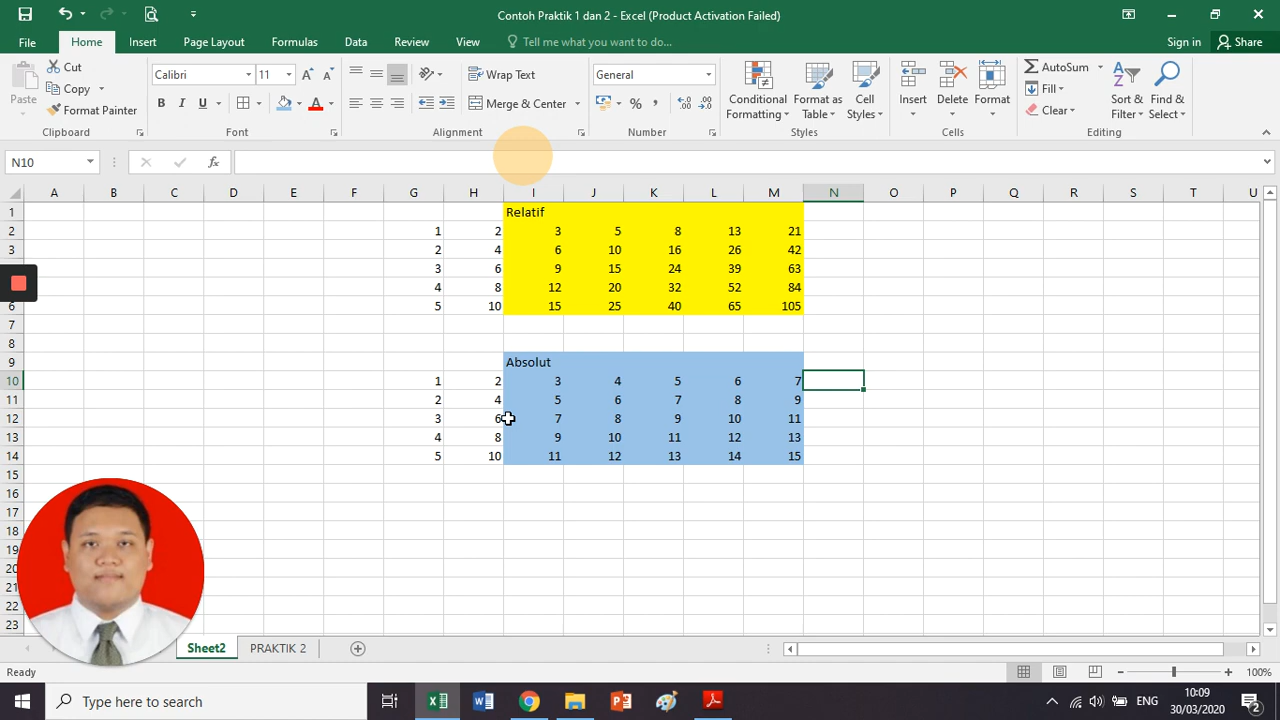 Contoh Praktik 1 dan 2 - Excel (Product Activation Failed)
File Home Insert Page Layout Formulas Data Review View Tell me what you want to do... Sign in Share
Paste Cut Copy Format Painter
Calibri 11
B I U A
Wrap Text
Merge & Center
General
% ,
Conditional Formatting Format as Table Cell Styles
Insert Delete Format
AutoSum Fill Clear Sort & Filter Find & Select
Clipboard Font Alignment Number Styles Cells Editing
N10 fx
A B C D E F G H I J K L M N O P Q R S T U
1 Relatif
2 1 2 3 5 8 13 21
3 2 4 6 10 16 26 42
3 6 9 15 24 39 63
4 8 12 20 32 52 84
6 5 10 15 25 40 65 105
7
8
9 Absolut
10 1 2 3 4 5 6 7
11 2 4 5 6 7 8 9
12 3 6 7 8 9 10 11
13 4 8 9 10 11 12 13
14 5 10 11 12 13 14 15
15
16
17
18
19
20
21
22
23
Sheet2 PRAKTIK 2
Ready 100%
Type here to search ENG 10:09
30/03/2020 2